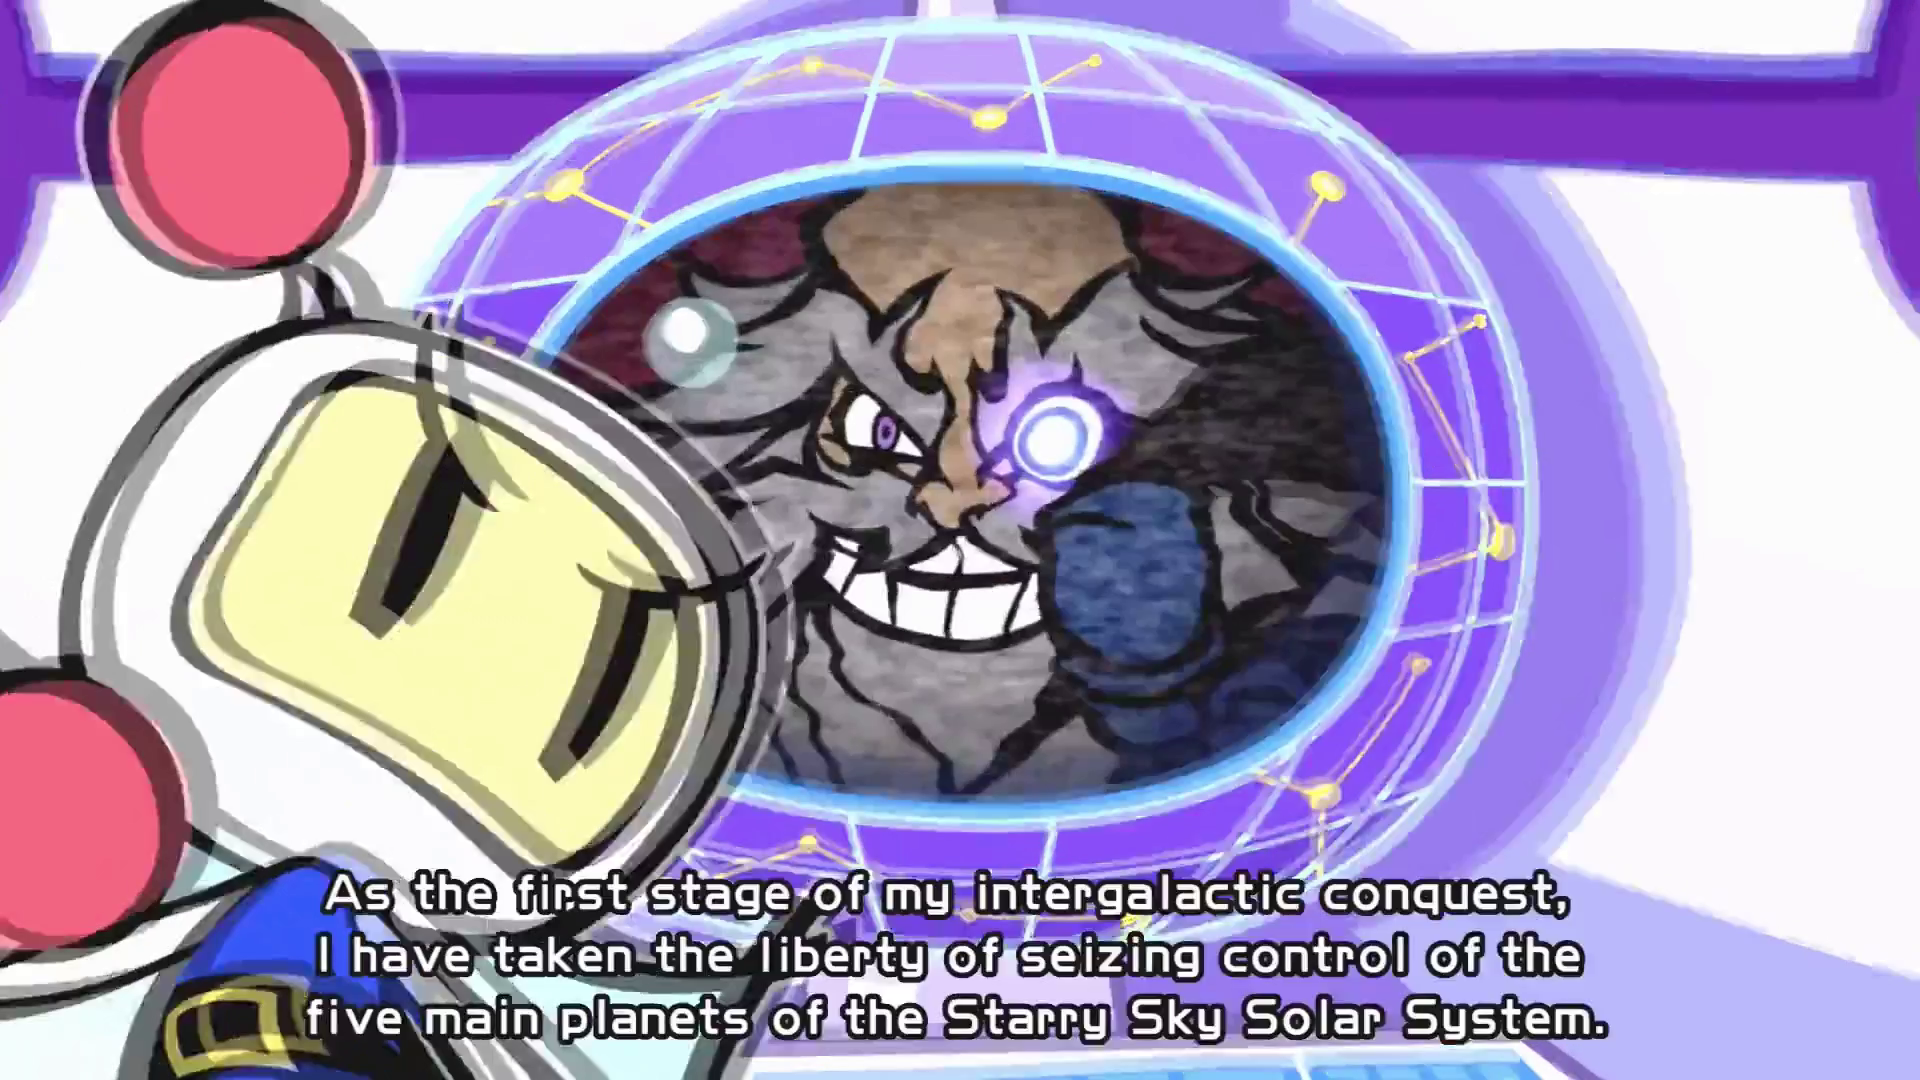 As the first stage of my intergalactic conquest,
I have taken the liberty of seizing control of the
five main planets of the Starry Sky Solar System.